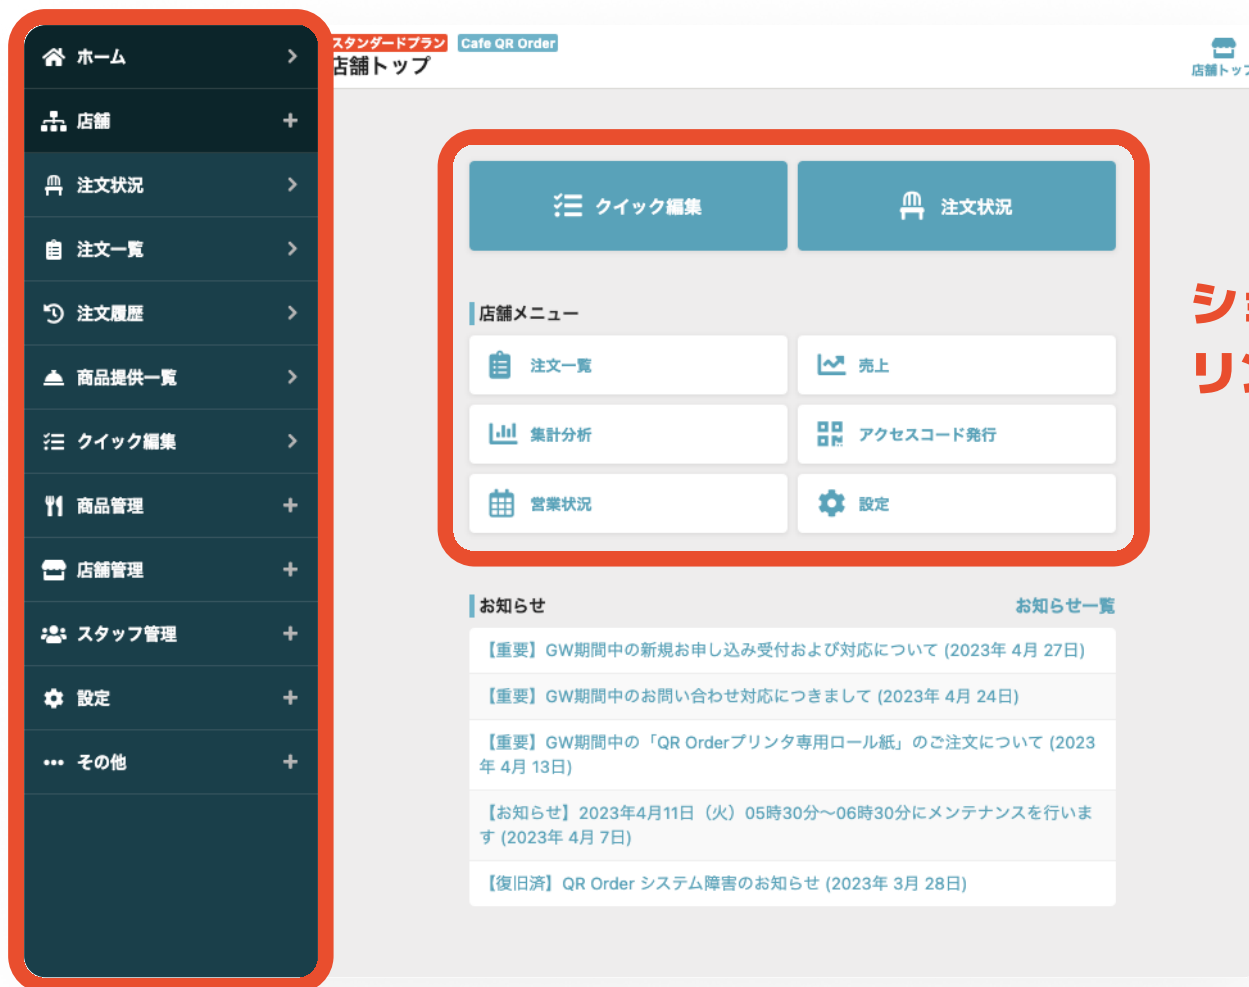 ホーム
店舗
注文状況
注文一覧
注文履歴
商品提供一覧
クイック編集
商品管理
店舗管理
スタッフ管理
設定
その他
スタンダードプラン
Cafe QR Order
店舗トップ
店舗トップ
クイック編集
注文状況
店舗メニュー
注文一覧
売上
集計分析
アクセスコード発行
営業状況
設定
お知らせ
お知らせ一覧
【重要】GW期間中の新規お申し込み受付および対応について (2023年 4月 27日)
【重要】GW期間中のお問い合わせ対応につきまして (2023年 4月 24日)
【重要】GW期間中の「QR Orderプリンタ専用ロール紙」のご注文について (2023
年 4月 13日)
【お知らせ】2023年4月11日（火）05時30分〜06時30分にメンテナンスを行いま
す (2023年 4月 7日)
【復旧済】QR Order システム障害のお知らせ (2023年 3月 28日)
シ
リ